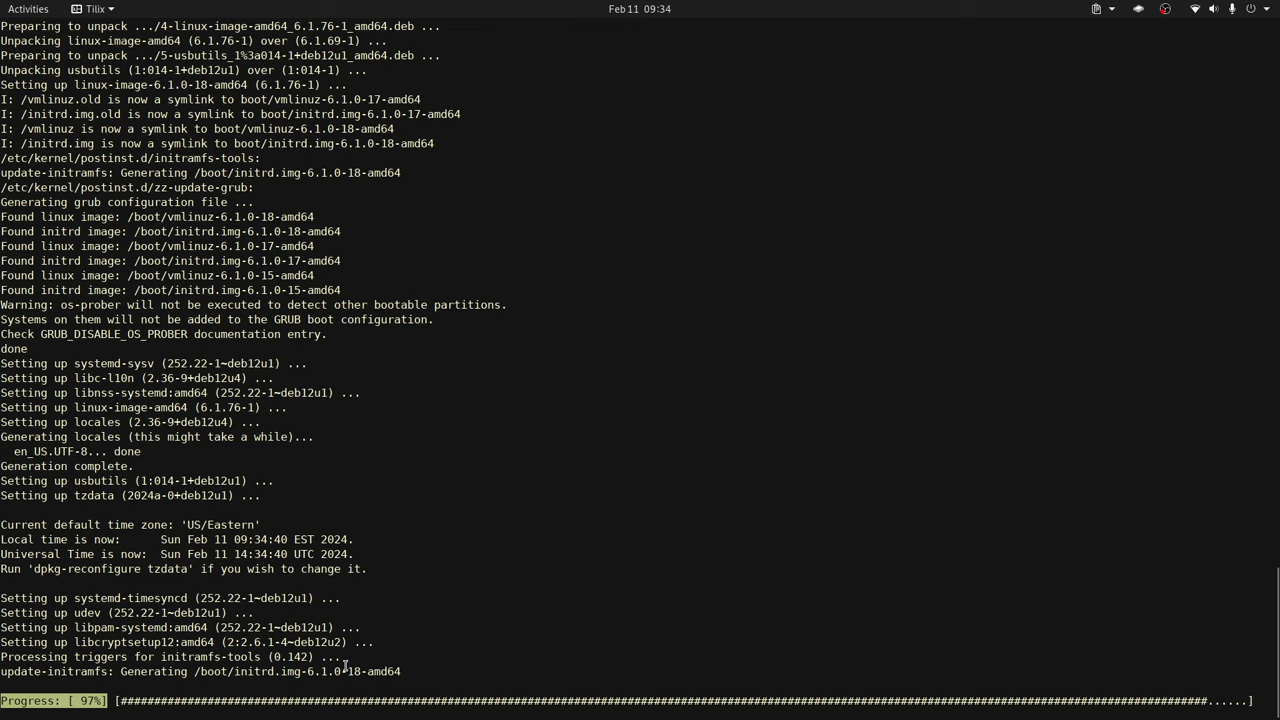 Activities Tilix Feb 11 09:34
Preparing to unpack .../4-linux-image-amd64_6.1.76-1_amd64.deb ...
Unpacking linux-image-amd64 (6.1.76-1) over (6.1.69-1) ...
Preparing to unpack .../5-usbutils_1%3a014-1+deb12u1_amd64.deb ...
Unpacking usbutils (1:014-1+deb12u1) over (1:014-1) ...
Setting up linux-image-6.1.0-18-amd64 (6.1.76-1) ...
I: /vmlinuz.old is now a symlink to boot/vmlinuz-6.1.0-17-amd64
I: /initrd.img.old is now a symlink to boot/initrd.img-6.1.0-17-amd64
I: /vmlinuz is now a symlink to boot/vmlinuz-6.1.0-18-amd64
I: /initrd.img is now a symlink to boot/initrd.img-6.1.0-18-amd64
/etc/kernel/postinst.d/initramfs-tools:
update-initramfs: Generating /boot/initrd.img-6.1.0-18-amd64
/etc/kernel/postinst.d/zz-update-grub:
Generating grub configuration file ...
Found linux image: /boot/vmlinuz-6.1.0-18-amd64
Found initrd image: /boot/initrd.img-6.1.0-18-amd64
Found linux image: /boot/vmlinuz-6.1.0-17-amd64
Found initrd image: /boot/initrd.img-6.1.0-17-amd64
Found linux image: /boot/vmlinuz-6.1.0-15-amd64
Found initrd image: /boot/initrd.img-6.1.0-15-amd64
Warning: os-prober will not be executed to detect other bootable partitions.
Systems on them will not be added to the GRUB boot configuration.
Check GRUB_DISABLE_OS_PROBER documentation entry.
done
Setting up systemd-sysv (252.22-1~deb12u1) ...
Setting up libc-l10n (2.36-9+deb12u4) ...
Setting up libnss-systemd:amd64 (252.22-1~deb12u1) ...
Setting up linux-image-amd64 (6.1.76-1) ...
Setting up locales (2.36-9+deb12u4) ...
Generating locales (this might take a while)...
  en_US.UTF-8... done
Generation complete.
Setting up usbutils (1:014-1+deb12u1) ...
Setting up tzdata (2024a-0+deb12u1) ...
Current default time zone: 'US/Eastern'
Local time is now:      Sun Feb 11 09:34:40 EST 2024.
Universal Time is now:  Sun Feb 11 14:34:40 UTC 2024.
Run 'dpkg-reconfigure tzdata' if you wish to change it.
Setting up systemd-timesyncd (252.22-1~deb12u1) ...
Setting up udev (252.22-1~deb12u1) ...
Setting up libpam-systemd:amd64 (252.22-1~deb12u1) ...
Setting up libcryptsetup12:amd64 (2:2.6.1-4~deb12u2) ...
Processing triggers for initramfs-tools (0.142) ...
update-initramfs: Generating /boot/initrd.img-6.1.0-18-amd64
Progress: [ 97%] [###################################################################################################################################################################......]